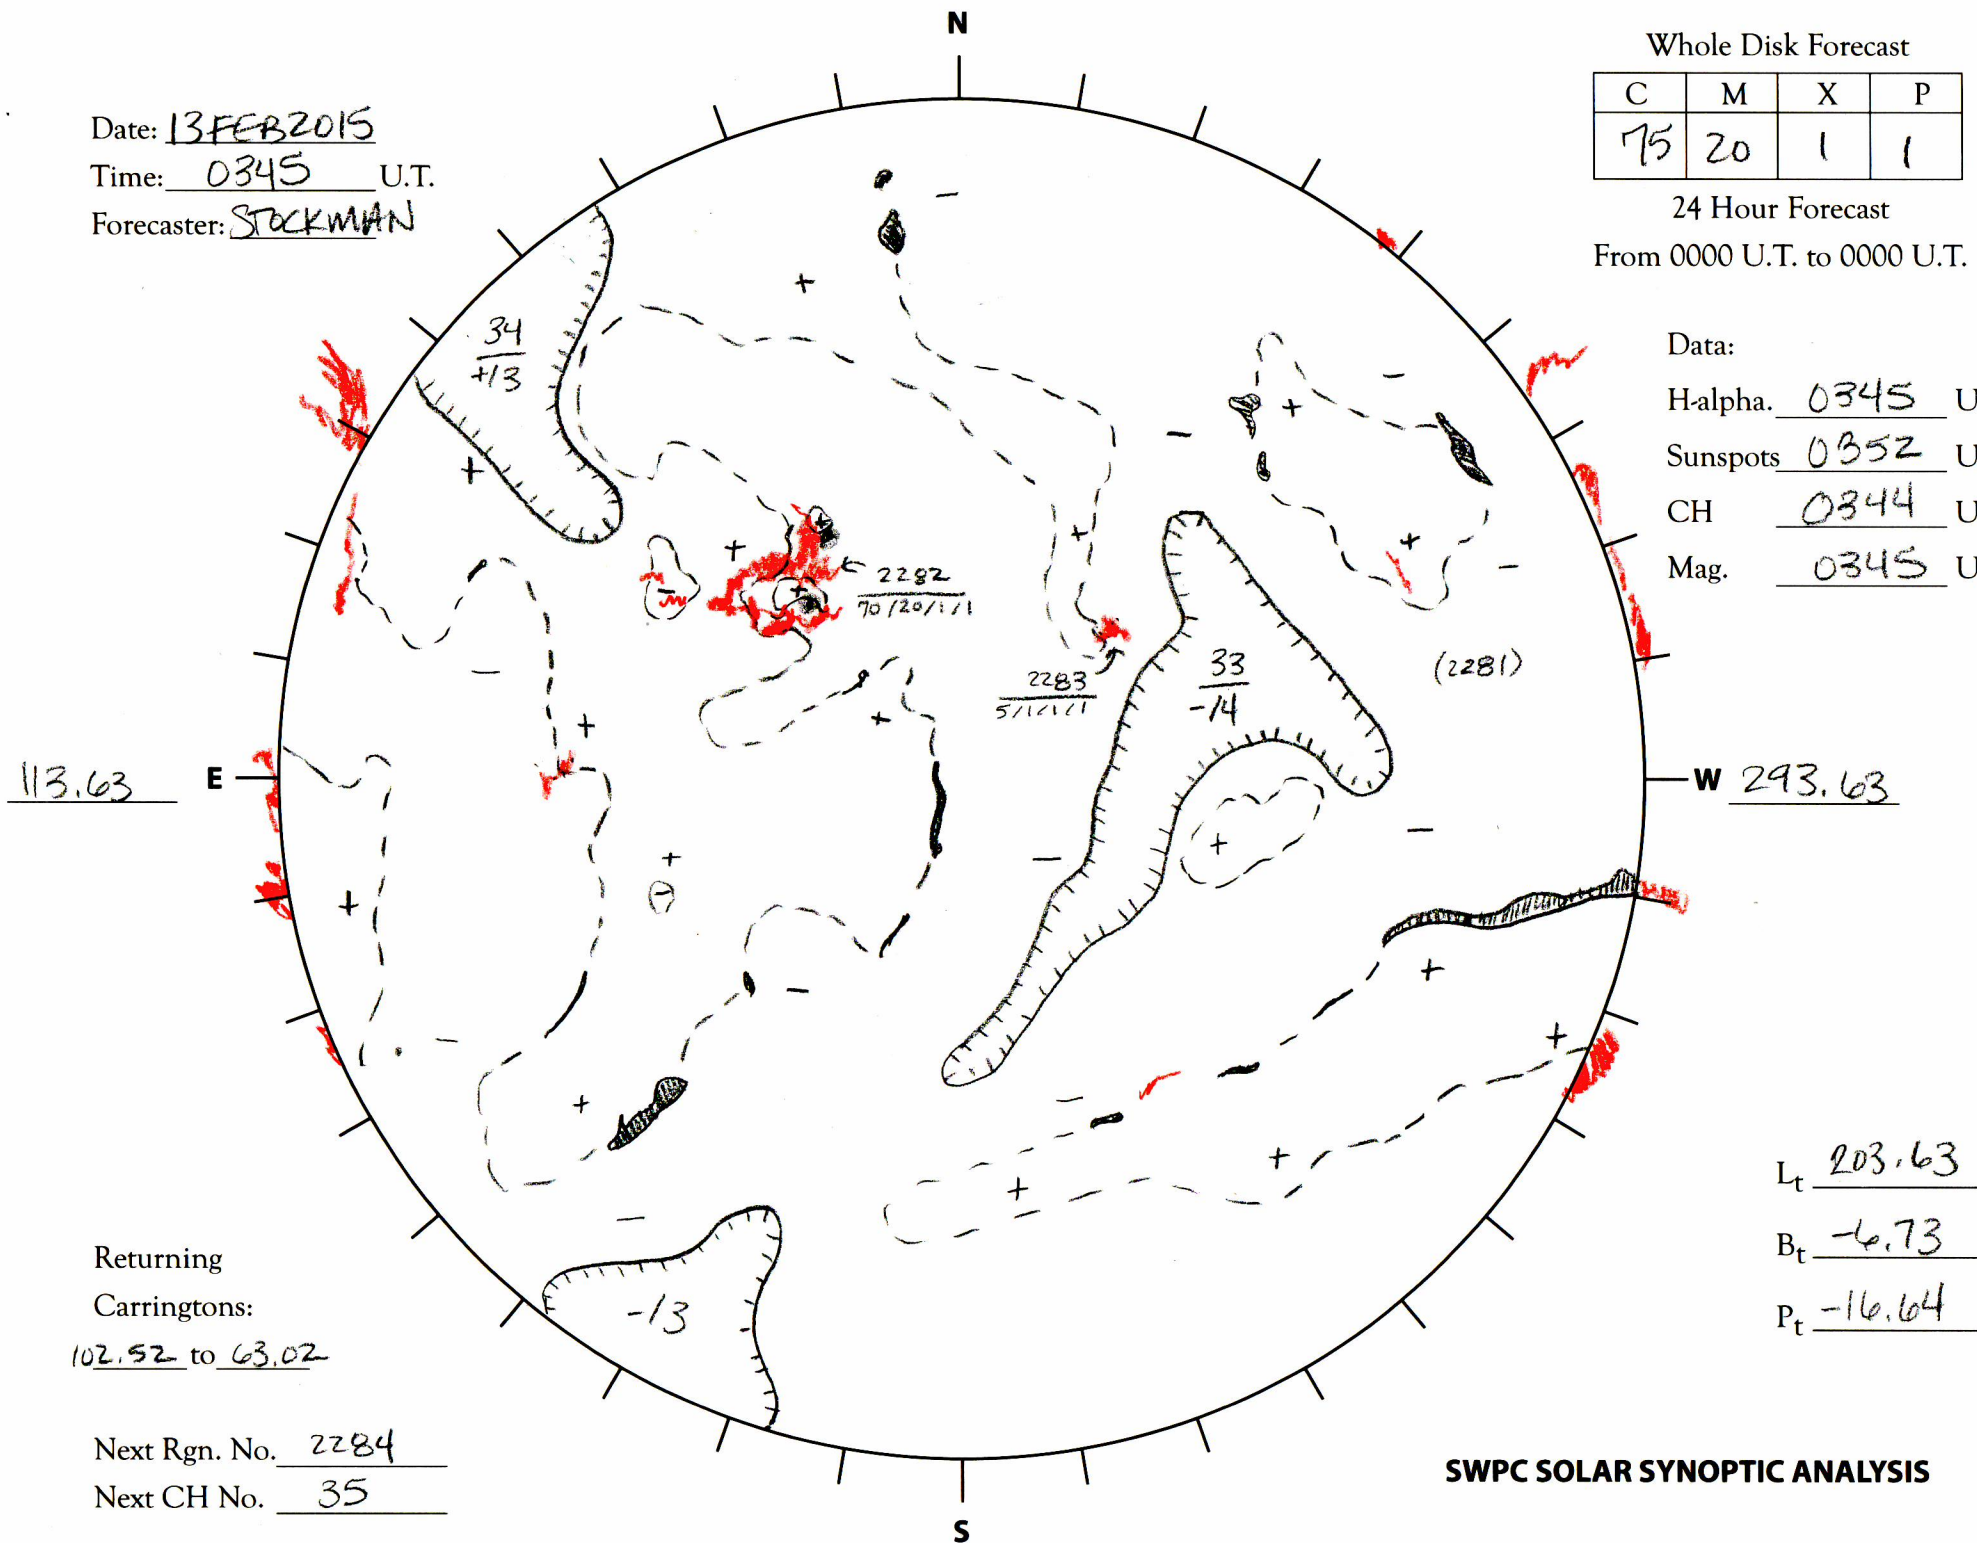 N
Whole Disk Forecast
C M X P
75 20 1 1
24 Hour Forecast
From 0000 U.T. to 0000 U.T.
Date: 13FEB2015
Time: 0345 U.T.
Forecaster: STOCKMAN
Data:
H-alpha. 0345 U
Sunspots 0352 U
CH 0344 U
Mag. 0345 U
34
+13
2282
70/20/1/1
2283
5/1/1/1
33
-14
(2281)
113.63 E
W 293.63
-13
Lt 203.63
Bt -6.73
Pt -16.64
Returning
Carringtons:
102.52 to 63.02
Next Rgn. No. 2284
Next CH No. 35
SWPC SOLAR SYNOPTIC ANALYSIS
S